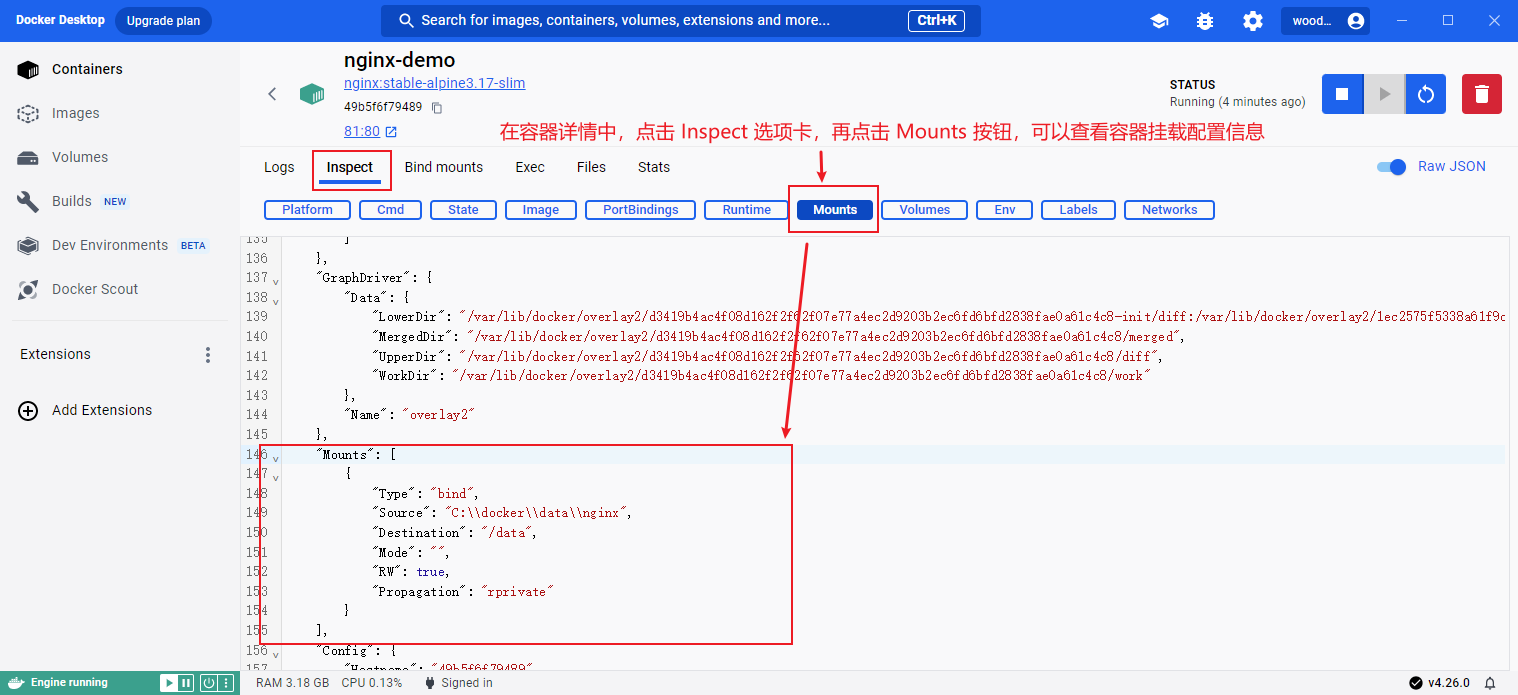 Docker Desktop
Upgrade plan
Search for images, containers, volumes, extensions and more...
Ctrl+K
wood...
Containers
Images
Volumes
Builds NEW
Dev Environments BETA
Docker Scout
Extensions
Add Extensions
nginx-demo
nginx:stable-alpine3.17-slim
49b5f6f79489
81:80
STATUS
Running (4 minutes ago)
在容器详情中，点击 Inspect 选项卡，再点击 Mounts 按钮，可以查看容器挂载配置信息
Logs Inspect Bind mounts Exec Files Stats
Raw JSON
Platform Cmd State Image PortBindings Runtime Mounts Volumes Env Labels Networks
135 ]
136 },
137 "GraphDriver": {
138 "Data": {
139 "LowerDir": "/var/lib/docker/overlay2/d3419b4ac4f08d162f2f62f07e77a4ec2d9203b2ec6fd6bfd2838fae0a61c4c8-init/diff:/var/lib/docker/overlay2/1ec2575f5338a61f9c
140 "MergedDir": "/var/lib/docker/overlay2/d3419b4ac4f08d162f2f62f07e77a4ec2d9203b2ec6fd6bfd2838fae0a61c4c8/merged",
141 "UpperDir": "/var/lib/docker/overlay2/d3419b4ac4f08d162f2f62f07e77a4ec2d9203b2ec6fd6bfd2838fae0a61c4c8/diff",
142 "WorkDir": "/var/lib/docker/overlay2/d3419b4ac4f08d162f2f62f07e77a4ec2d9203b2ec6fd6bfd2838fae0a61c4c8/work"
143 },
144 "Name": "overlay2"
145 },
146 "Mounts": [
147 {
148 "Type": "bind",
149 "Source": "C:\\docker\\data\\nginx",
150 "Destination": "/data",
151 "Mode": "",
152 "RW": true,
153 "Propagation": "rprivate"
154 }
155 ],
156 "Config": {
157 "Hostname": "49b5f6f79489"
Engine running
RAM 3.18 GB CPU 0.13% Signed in
v4.26.0